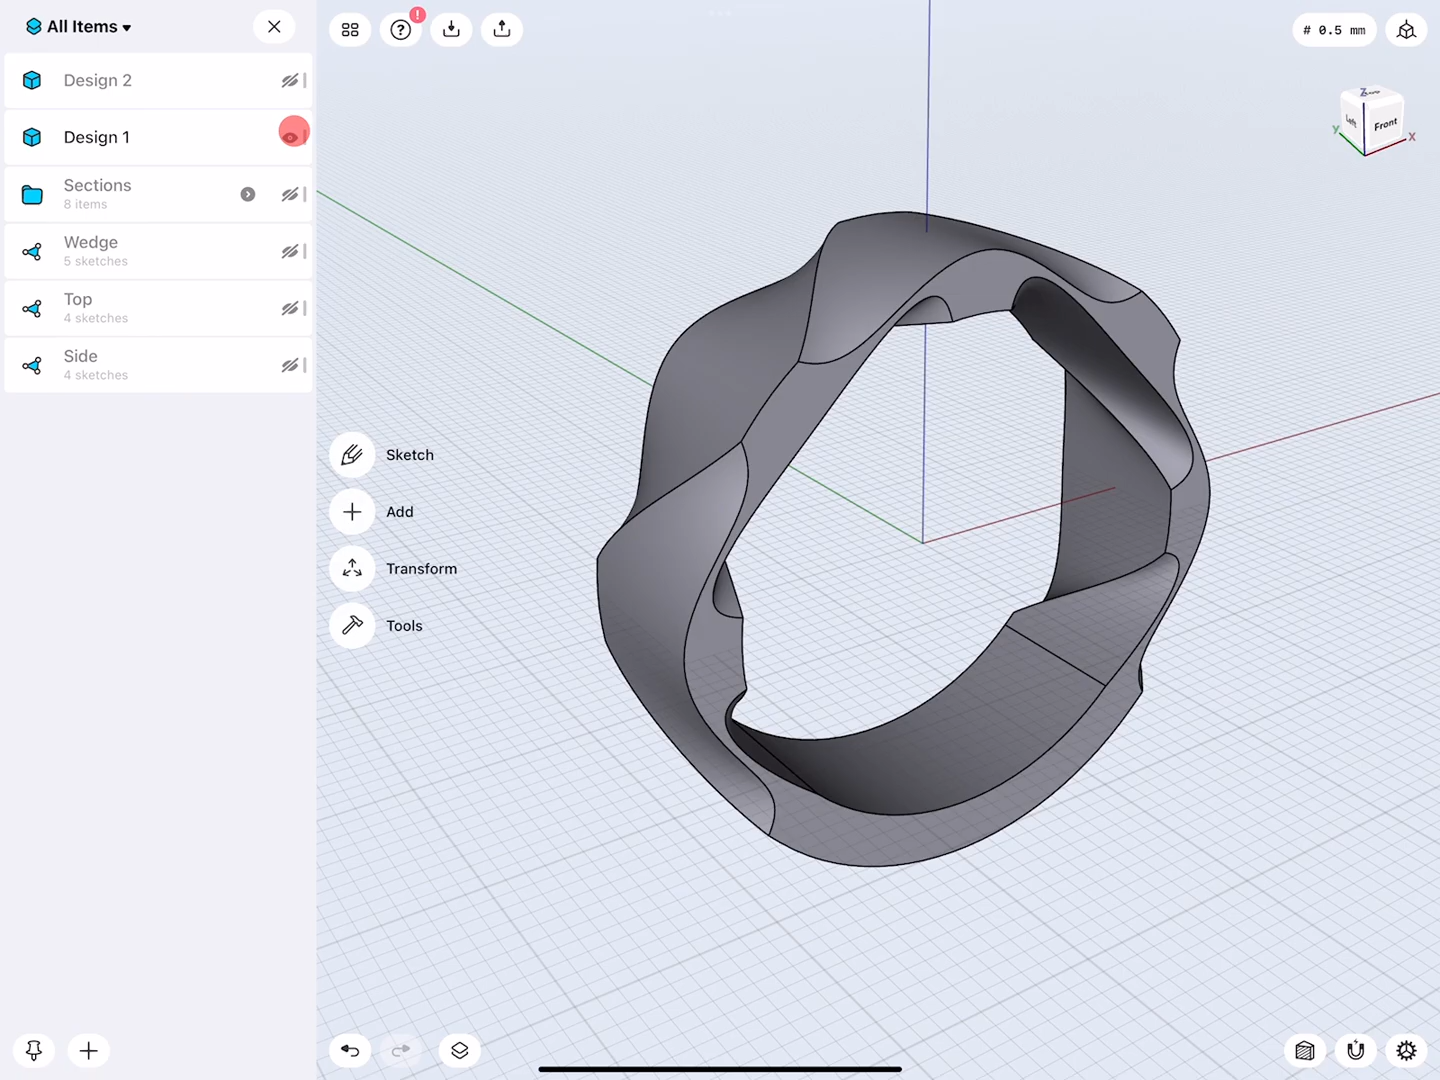 All Items
Design 2
Design 1
Sections
8 items
Wedge
5 sketches
Top
4 sketches
Side
4 sketches
Sketch
Add
Transform
Tools
# 0.5 mm
Z
Left
Front
Y
X